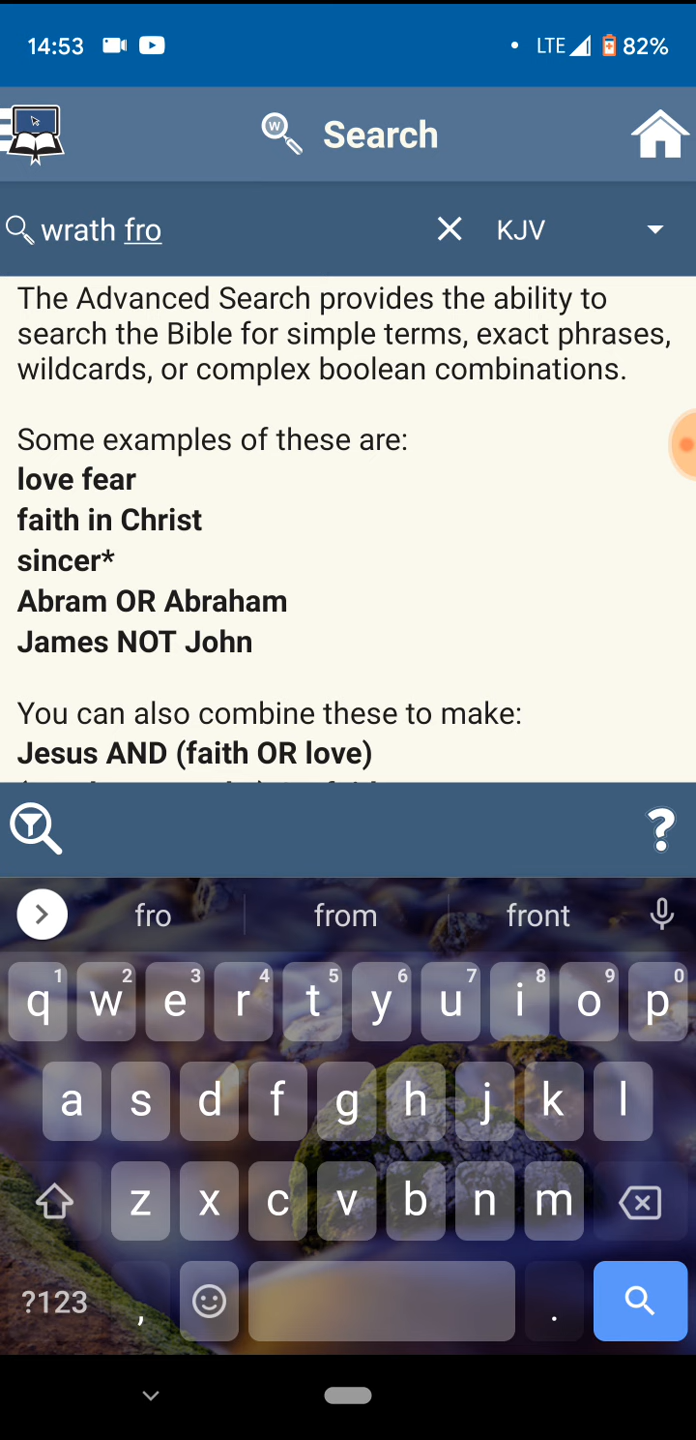 14:53 LTE 82%
W Search
wrath fro KJV
The Advanced Search provides the ability to
search the Bible for simple terms, exact phrases,
wildcards, or complex boolean combinations.
Some examples of these are:
love fear
faith in Christ
sincer*
Abram OR Abraham
James NOT John
You can also combine these to make:
Jesus AND (faith OR love)
?
fro from front
1 2 3 4 5 6 7 8 9 0
q w e r t y u i o p
a s d f g h j k l
z x c v b n m
?123 , .